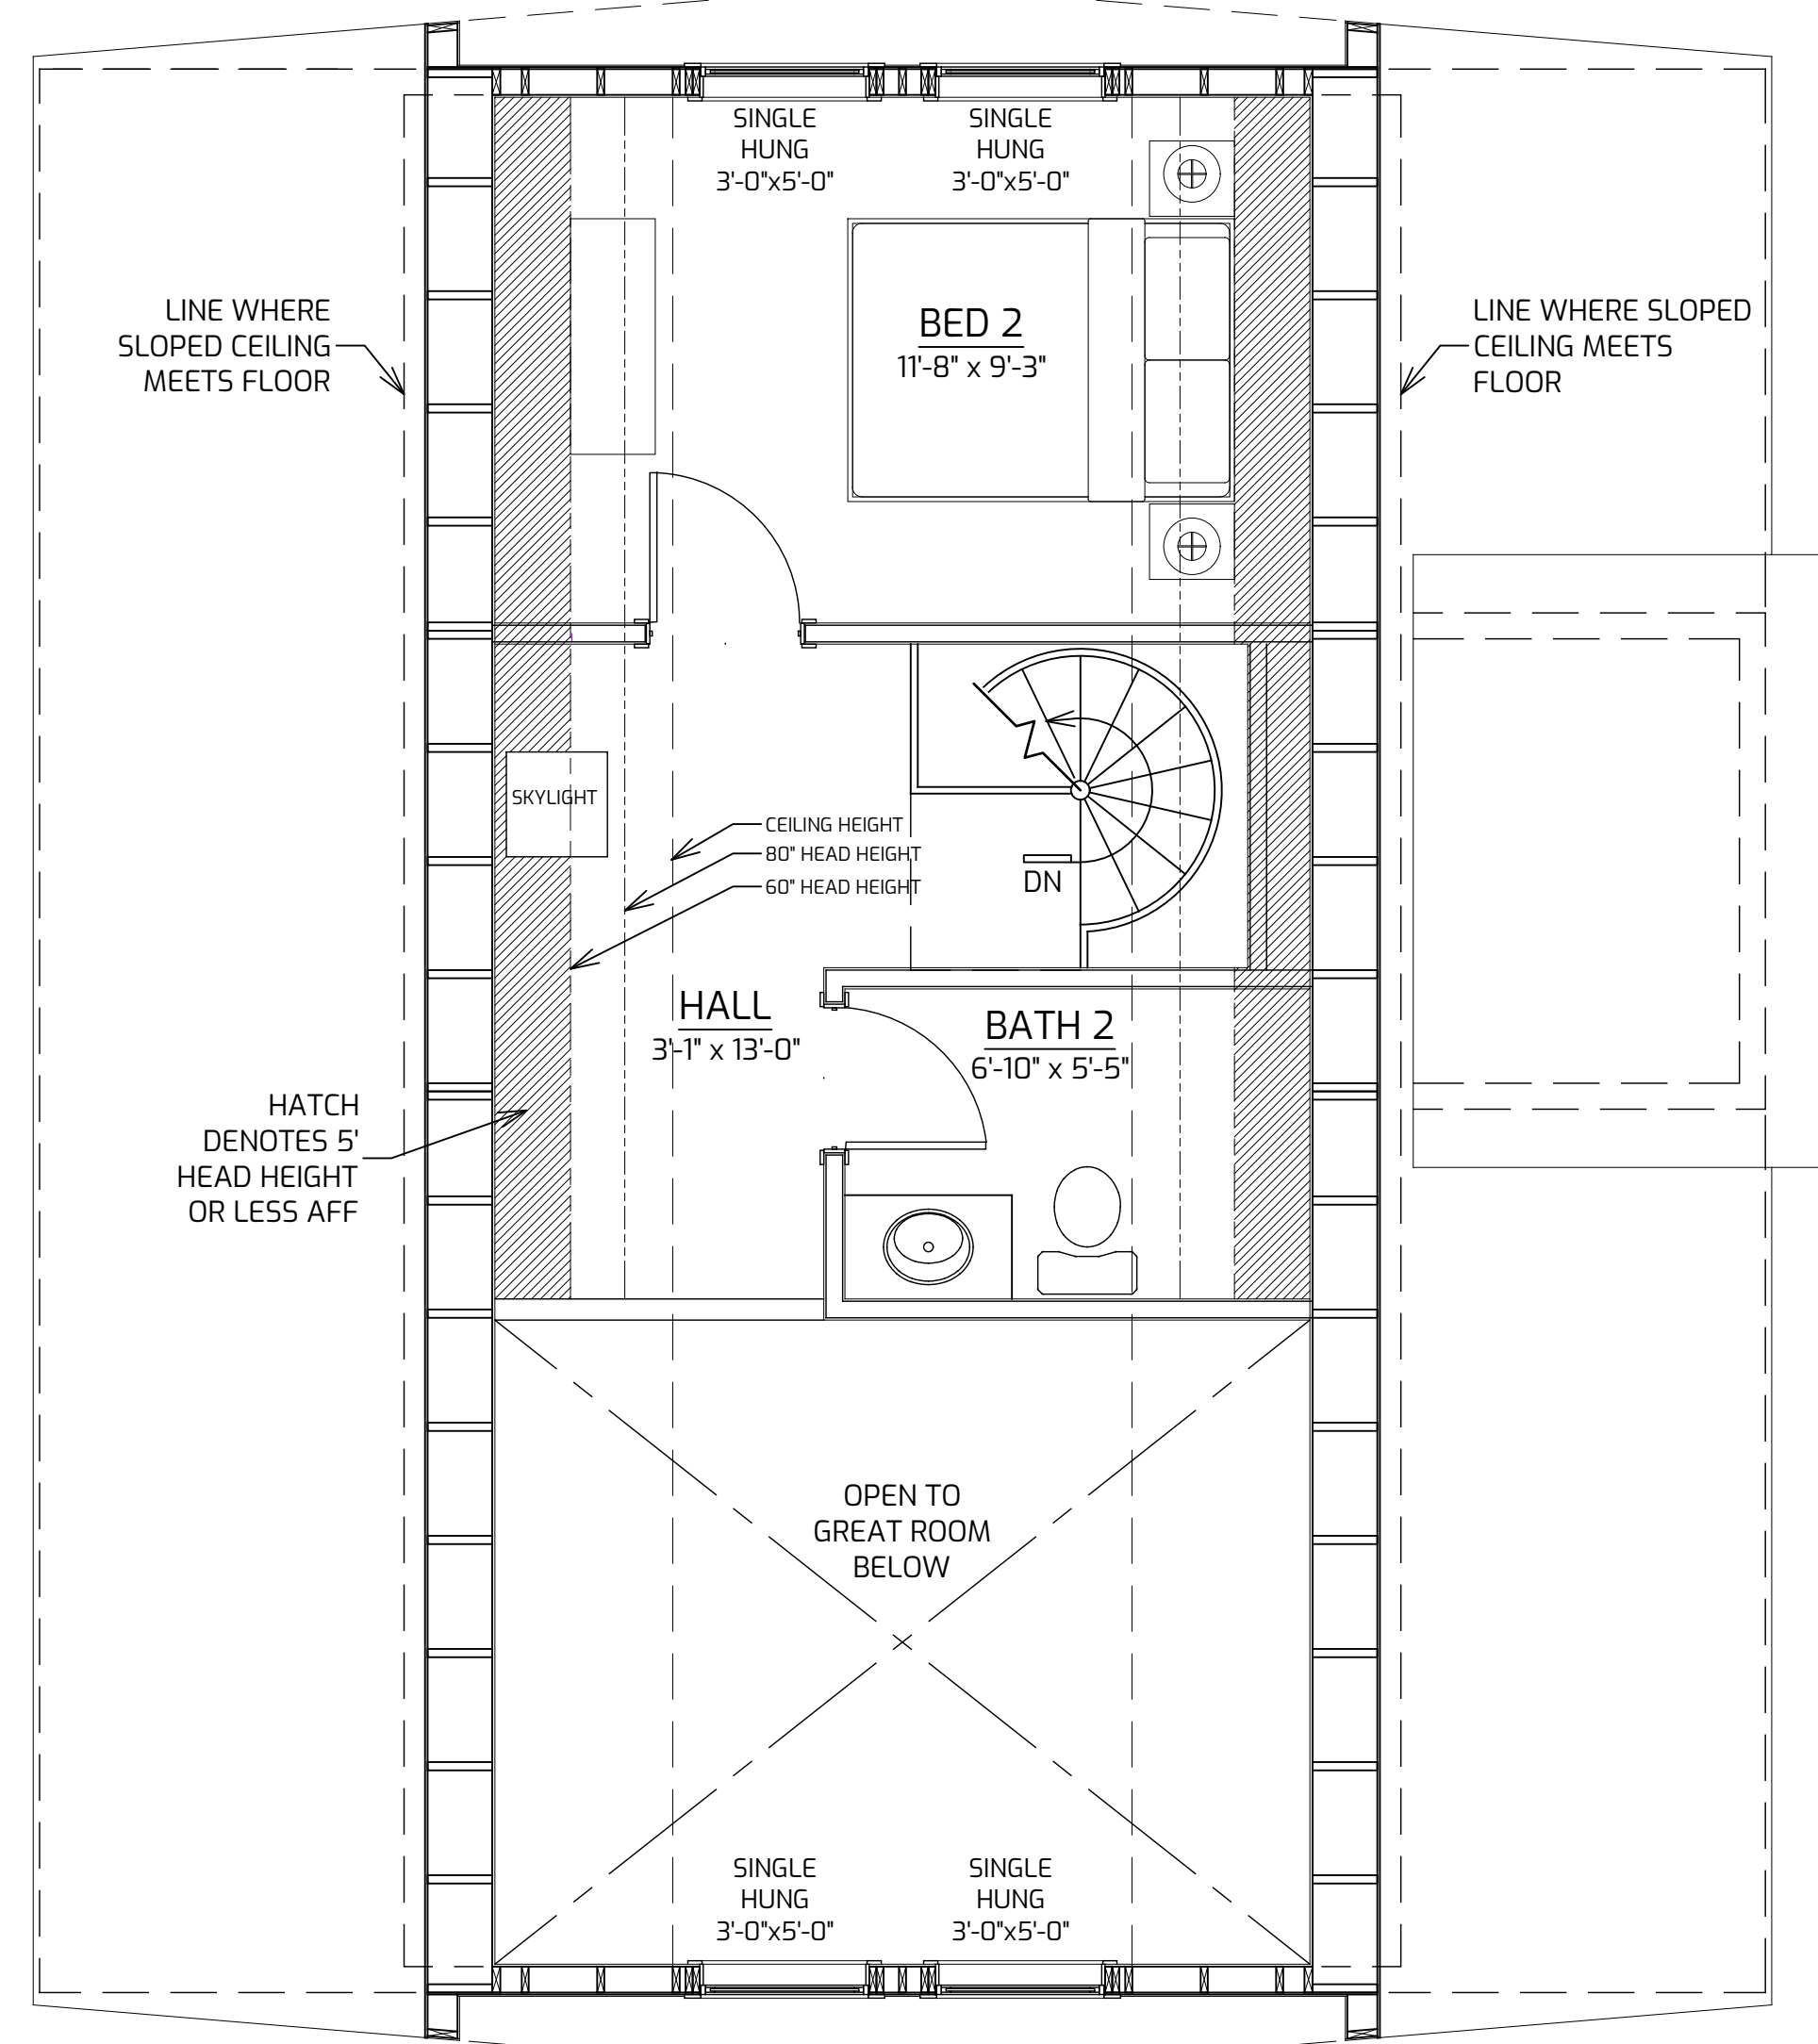 SINGLE
HUNG
3'-0"x5'-0"
SINGLE
HUNG
3'-0"x5'-0"
LINE WHERE
SLOPED CEILING
MEETS FLOOR
BED 2
11'-8" x 9'-3"
LINE WHERE SLOPED
CEILING MEETS
FLOOR
SKYLIGHT
CEILING HEIGHT
80" HEAD HEIGHT
60" HEAD HEIGHT
DN
HALL
3'-1" x 13'-0"
BATH 2
6'-10" x 5'-5"
HATCH
DENOTES 5'
HEAD HEIGHT
OR LESS AFF
OPEN TO
GREAT ROOM
BELOW
SINGLE
HUNG
3'-0"x5'-0"
SINGLE
HUNG
3'-0"x5'-0"